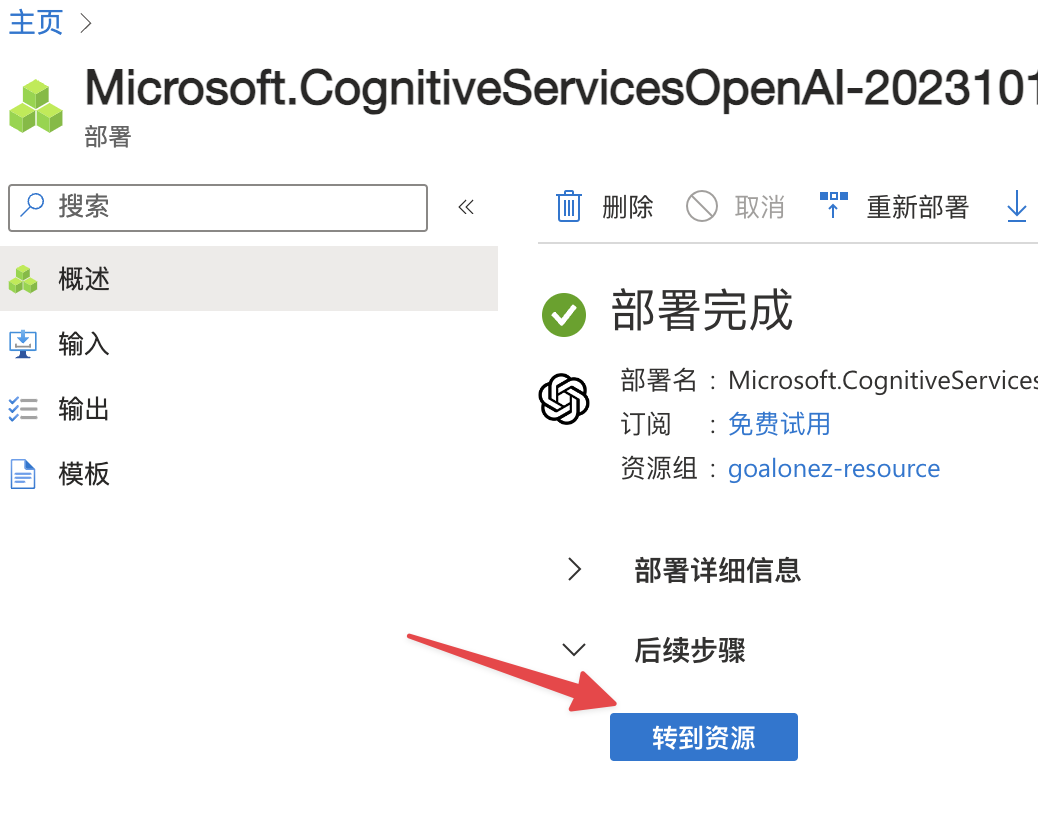 主页
Microsoft.CognitiveServicesOpenAI-2023101
部署
搜索
删除 取消 重新部署
概述
输入
输出
模板
部署完成
部署名 : Microsoft.CognitiveServices
订阅 : 免费试用
资源组 : goalonez-resource
部署详细信息
后续步骤
转到资源